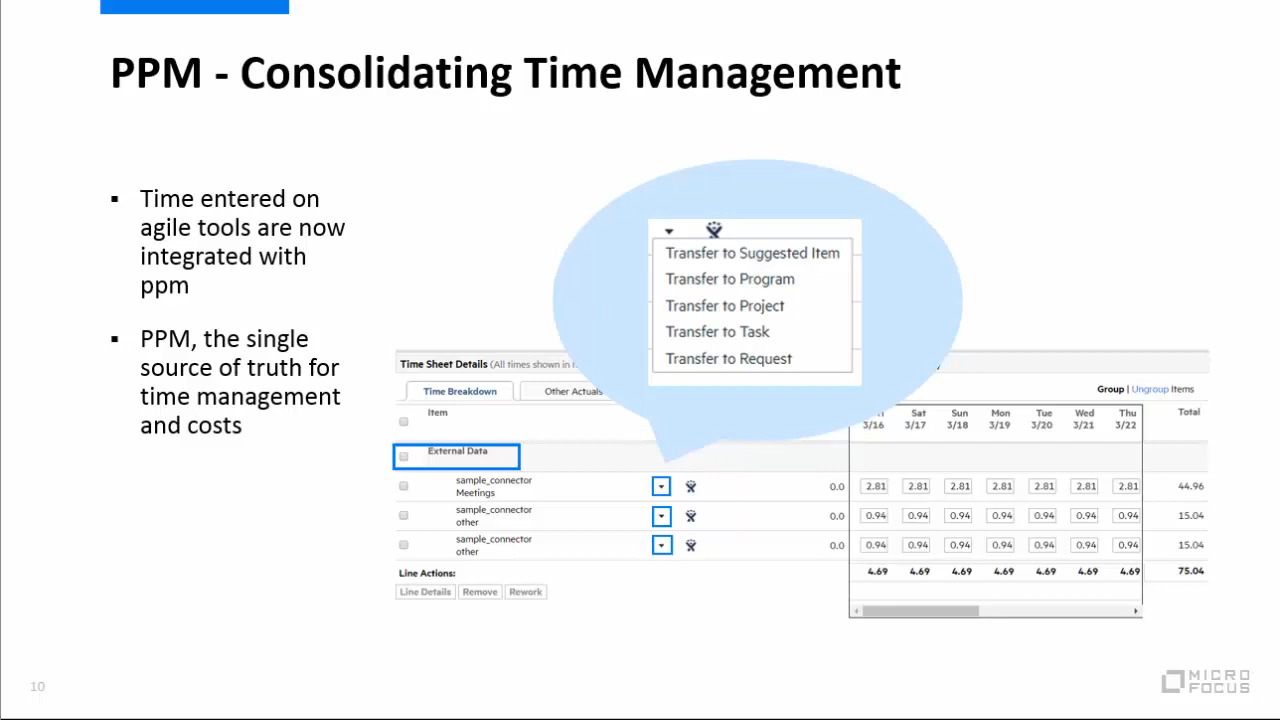 PPM - Consolidating Time Management
▪ Time entered on
agile tools are now
integrated with
ppm
▪ PPM, the single
source of truth for
time management
and costs
Transfer to Suggested Item
Transfer to Program
Transfer to Project
Transfer to Task
Transfer to Request
Time Sheet Details (All times shown in
Time Breakdown
Other Actuals
Group | Ungroup Items
Item
Sat Sun Mon Tue Wed Thu Total
3/16 3/17 3/18 3/19 3/20 3/21 3/22
External Data
sample_connector
Meetings
0.0 2.81 2.81 2.81 2.81 2.81 2.81 2.81 44.96
sample_connector
other
0.0 0.94 0.94 0.94 0.94 0.94 0.94 0.94 15.04
sample_connector
other
0.0 0.94 0.94 0.94 0.94 0.94 0.94 0.94 15.04
Line Actions:
4.69 4.69 4.69 4.69 4.69 4.69 4.69 75.04
Line Details Remove Rework
10
MICRO
FOCUS